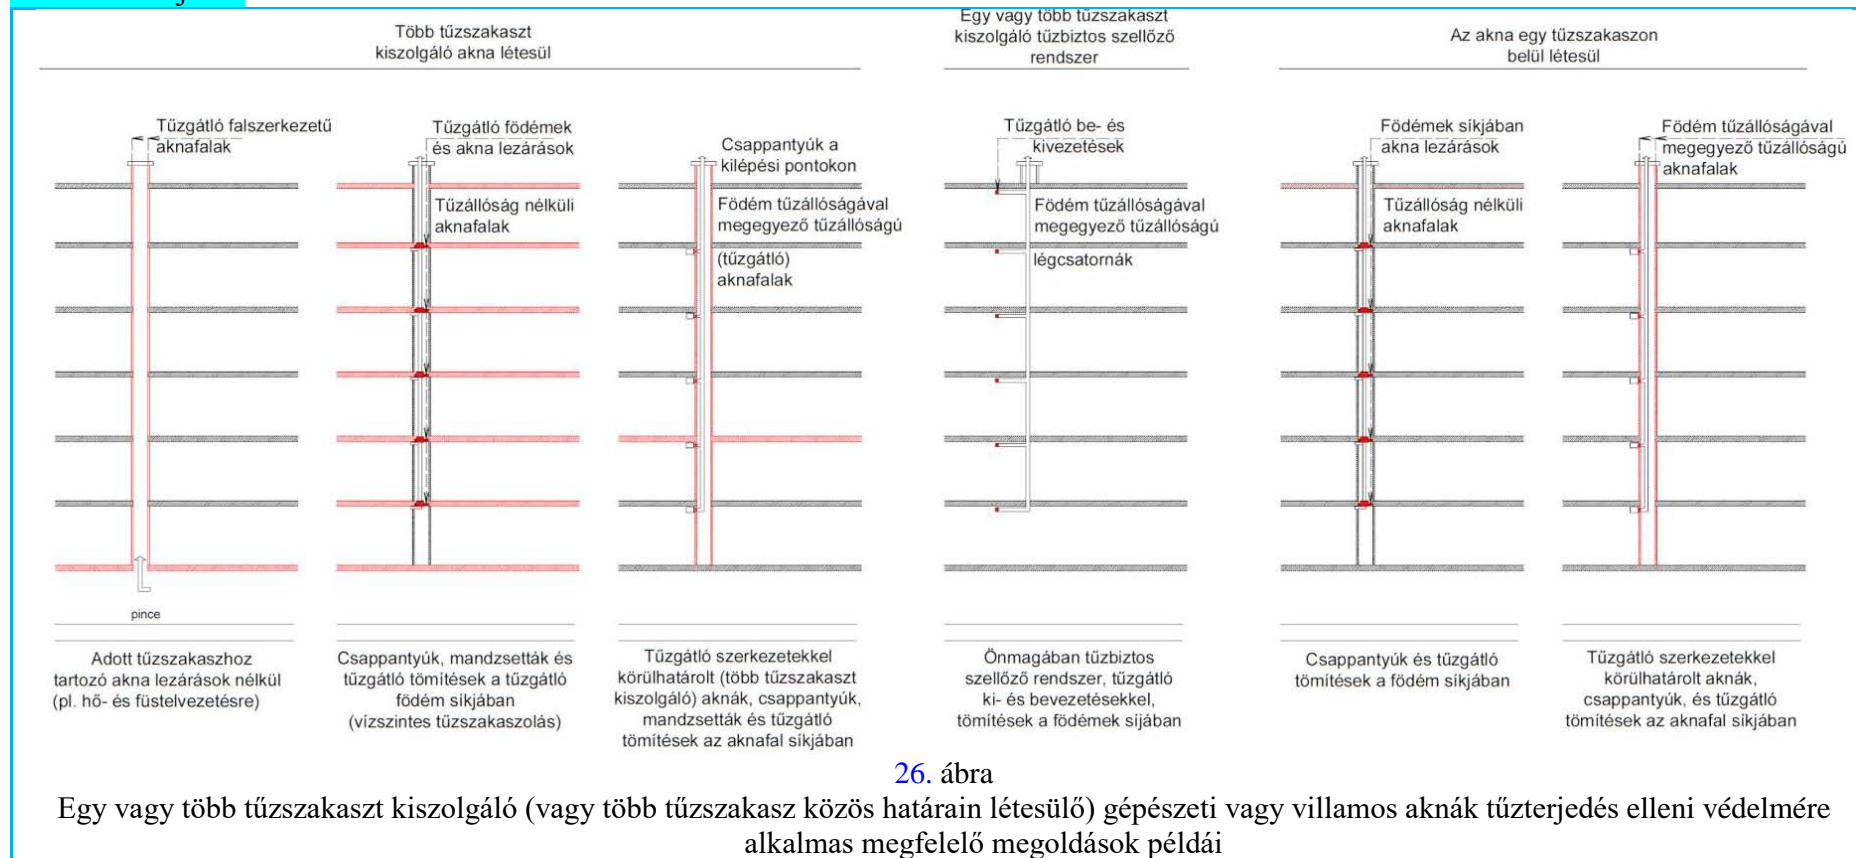 Több tűzszakaszt
kiszolgáló akna létesül
Egy vagy több tűzszakaszt
kiszolgáló tűzbiztos szellőző
rendszer
Az akna egy tűzszakaszon
belül létesül
Tűzgátló falszerkezetű
aknafalak
Tűzgátló födémek
és akna lezárások
Tűzállóság nélküli
aknafalak
Csappantyúk a
kilépési pontokon
Födém tűzállóságával
megegyező tűzállóságú
(tűzgátló)
aknafalak
Tűzgátló be- és
kivezetések
Födém tűzállóságával
megegyező tűzállóságú
légcsatornák
Födémek síkjában
akna lezárások
Tűzállóság nélküli
aknafalak
Födém tűzállóságával
megegyező tűzállóságú
aknafalak
pince
Adott tűzszakaszhoz
tartozó akna lezárások nélkül
(pl. hő- és füstelvezetésre)
Csappantyúk, mandzsetták és
tűzgátló tömítések a tűzgátló
födém síkjában
(vízszintes tűzszakaszolás)
Tűzgátló szerkezetekkel
körülhatárolt (több tűzszakaszt
kiszolgáló) aknák, csappantyúk,
mandzsetták és tűzgátló
tömítések az aknafal síkjában
Önmagában tűzbiztos
szellőző rendszer, tűzgátló
ki- és bevezetésekkel,
tömítések a födémek síjában
Csappantyúk és tűzgátló
tömítések a födém síkjában
Tűzgátló szerkezetekkel
körülhatárolt aknák,
csappantyúk, és tűzgátló
tömítések az aknafal síkjában
26. ábra
Egy vagy több tűzszakaszt kiszolgáló (vagy több tűzszakasz közös határain létesülő) gépészeti vagy villamos aknák tűzterjedés elleni védelmére
alkalmas megfelelő megoldások példái